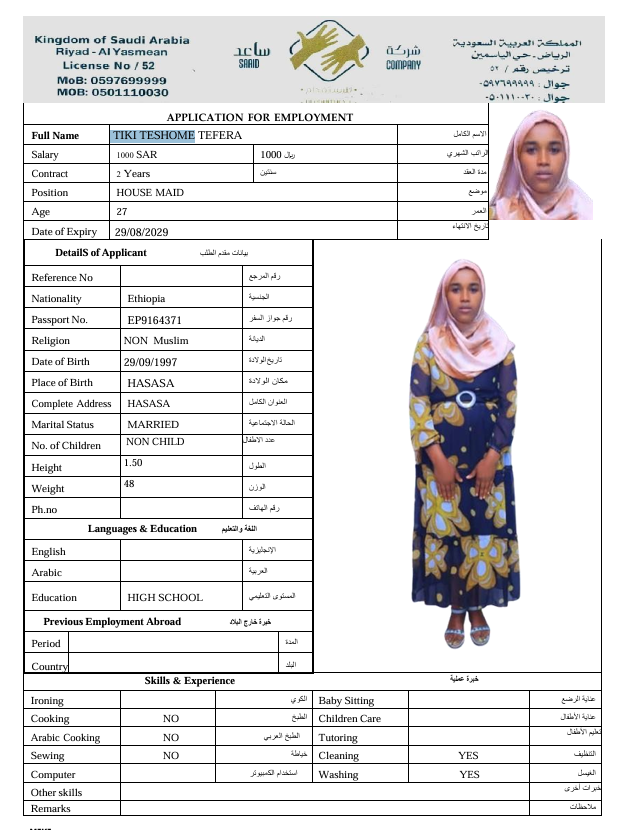 Kingdom of Saudi Arabia
Riyad - Al Yasmean
License No / 52
MoB: 0597699999
MOB: 0501110030
ساعد
SAAID
شركة
COMPANY
المملكة العربية السعودية
الرياض-حي الياسمين
ترخيص رقم / ٥٢
جوال : ٠٥٩٧٦٩٩٩٩٩
جوال : ٠٥٠١١١٠٠٣٠
APPLICATION FOR EMPLOYMENT
Full Name TIKI TESHOME TEFERA الاسم الكامل
Salary 1000 SAR 1000 ريال الراتب الشهري
Contract 2 Years سنتين مدة العقد
Position HOUSE MAID موضع
Age 27 العمر
Date of Expiry 29/08/2029 تاريخ الانتهاء
DetailS of Applicant بيانات مقدم الطلب
Reference No رقم المرجع
Nationality Ethiopia الجنسية
Passport No. EP9164371 رقم جواز السفر
Religion NON Muslim الديانة
Date of Birth 29/09/1997 تاريخ الولادة
Place of Birth HASASA مكان الولادة
Complete Address HASASA العنوان الكامل
Marital Status MARRIED الحالة الاجتماعية
No. of Children NON CHILD عدد الاطفال
Height 1.50 الطول
Weight 48 الوزن
Ph.no رقم الهاتف
Languages & Education اللغة والتعليم
English الإنجليزية
Arabic العربية
Education HIGH SCHOOL المستوى التعليمي
Previous Employment Abroad خبرة خارج البلاد
Period المدة
Country البلد
Skills & Experience خبرة عملية
Ironing الكوي Baby Sitting عناية الرضع
Cooking NO الطبخ Children Care عناية الأطفال
Arabic Cooking NO الطبخ العربي Tutoring تعليم الأطفال
Sewing NO خياطة Cleaning YES التنظيف
Computer استخدام الكمبيوتر Washing YES الغيسل
Other skills خبرات اخرى
Remarks ملاحظات